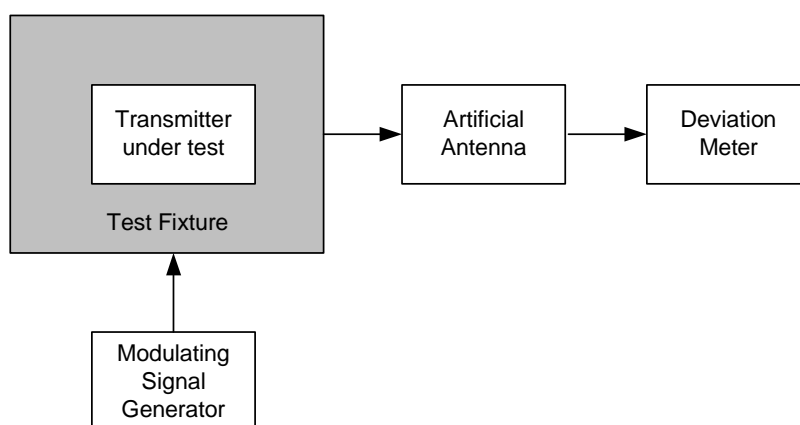 Transmitter
under test
Test Fixture
Artificial
Antenna
Deviation
Meter
Modulating
Signal
Generator